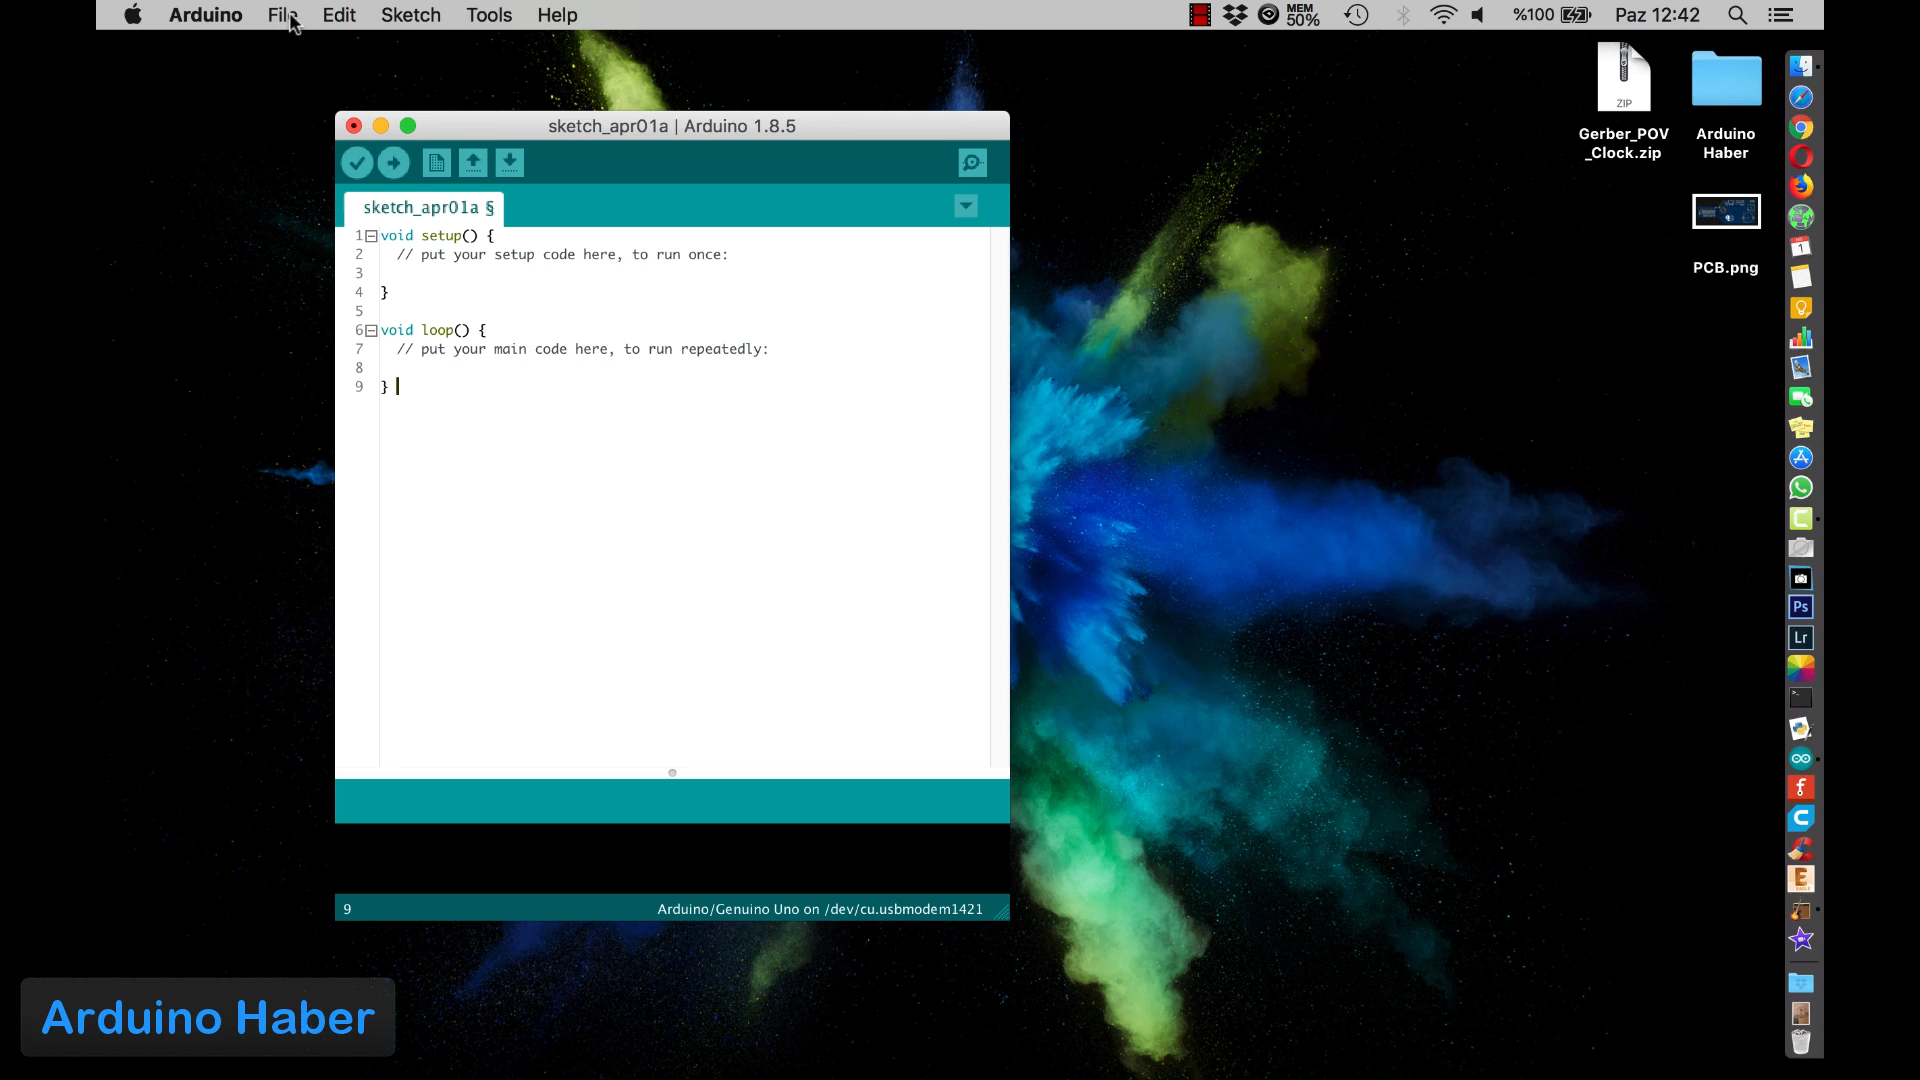 Arduino File Edit Sketch Tools Help MEM 50% %100 Paz 12:42
sketch_apr01a | Arduino 1.8.5
sketch_apr01a §
1 void setup() {
2 // put your setup code here, to run once:
3
4 }
5
6 void loop() {
7 // put your main code here, to run repeatedly:
8
9 }
9 Arduino/Genuino Uno on /dev/cu.usbmodem1421
ZIP
Gerber_POV
_Clock.zip
Arduino
Haber
PCB.png
1
Ps
Lr
Arduino Haber